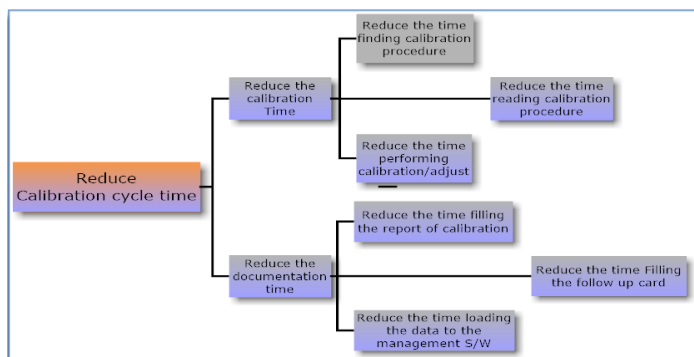 Reduce the time
finding calibration
procedure
Reduce the
calibration
Time
Reduce the time
reading calibration
procedure
Reduce the time
performing
calibration/adjust
Reduce
Calibration cycle time
Reduce the time filling
the report of calibration
Reduce the
documentation
time
Reduce the time Filling
the follow up card
Reduce the time loading
the data to the
management S/W